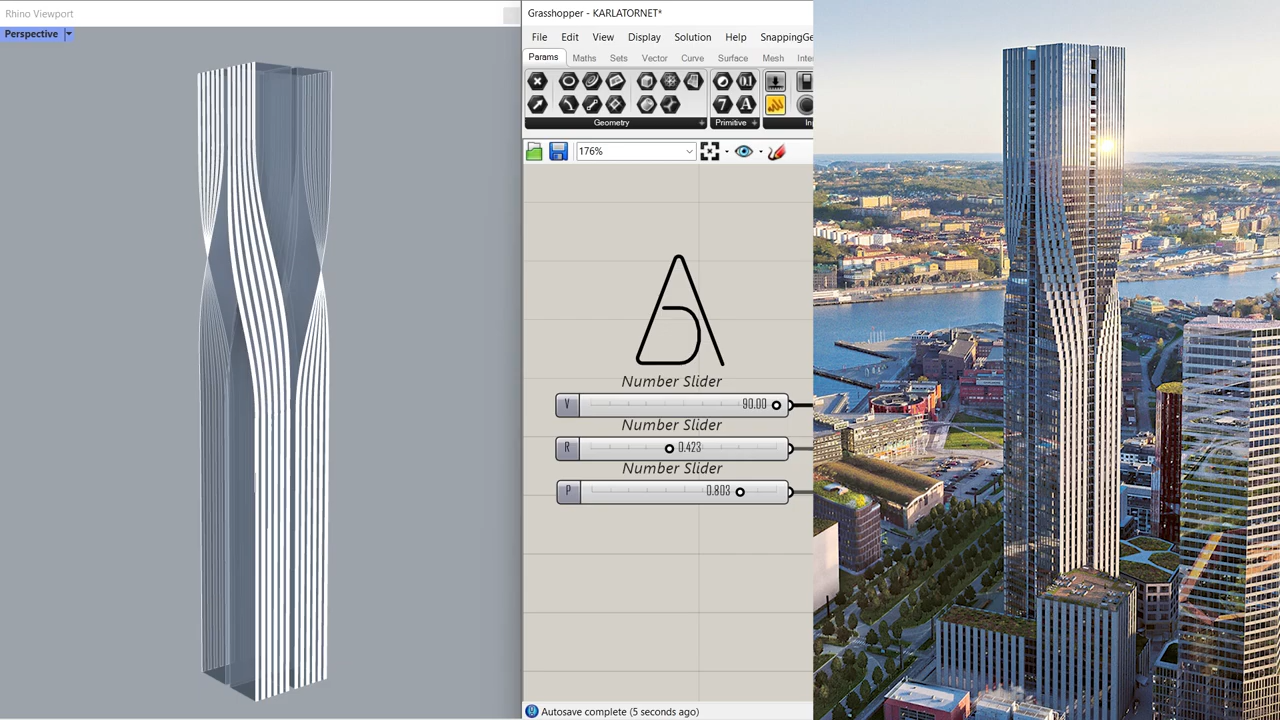 Rhino Viewport
Perspective
Grasshopper - KARLATORNET*
File Edit View Display Solution Help SnappingGe
Params Maths Sets Vector Curve Surface Mesh Inte
Geometry
Primitive
In
176%
Number Slider
V 90.00
Number Slider
R 0.423
Number Slider
P 0.803
Autosave complete (5 seconds ago)